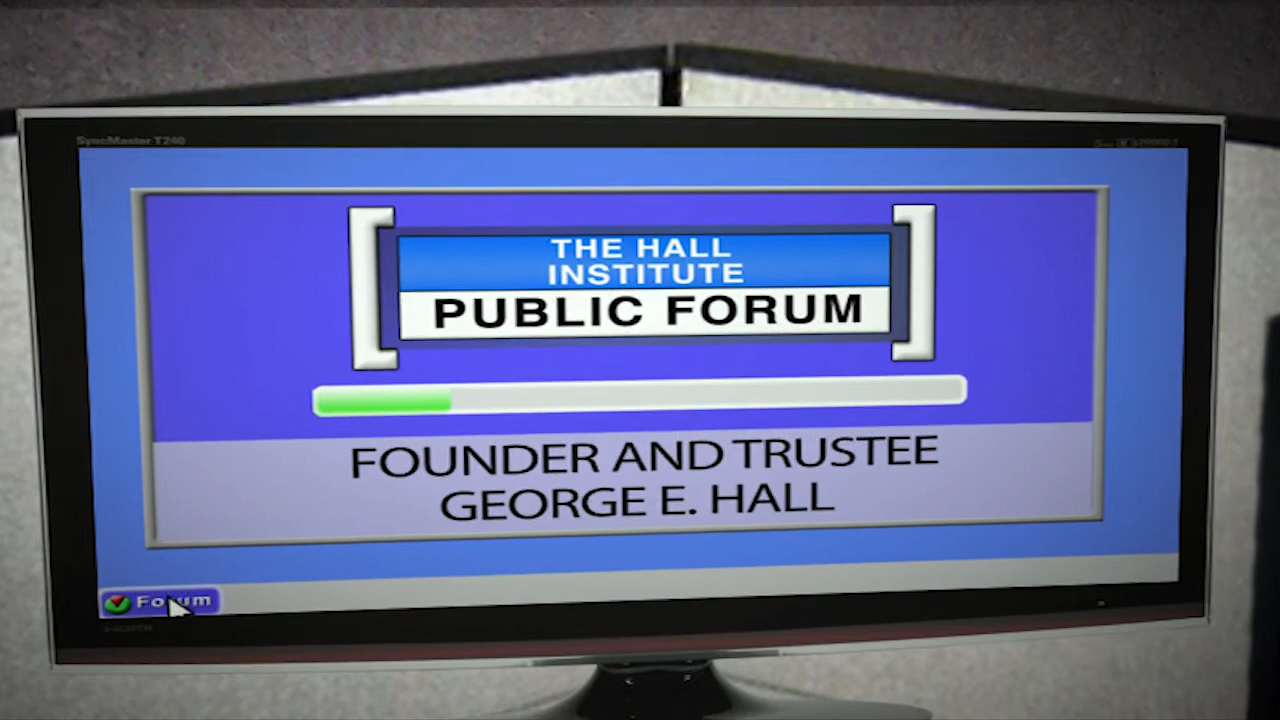 SyncMaster T240
THE HALL
INSTITUTE
PUBLIC FORUM
FOUNDER AND TRUSTEE
GEORGE E. HALL
Forum